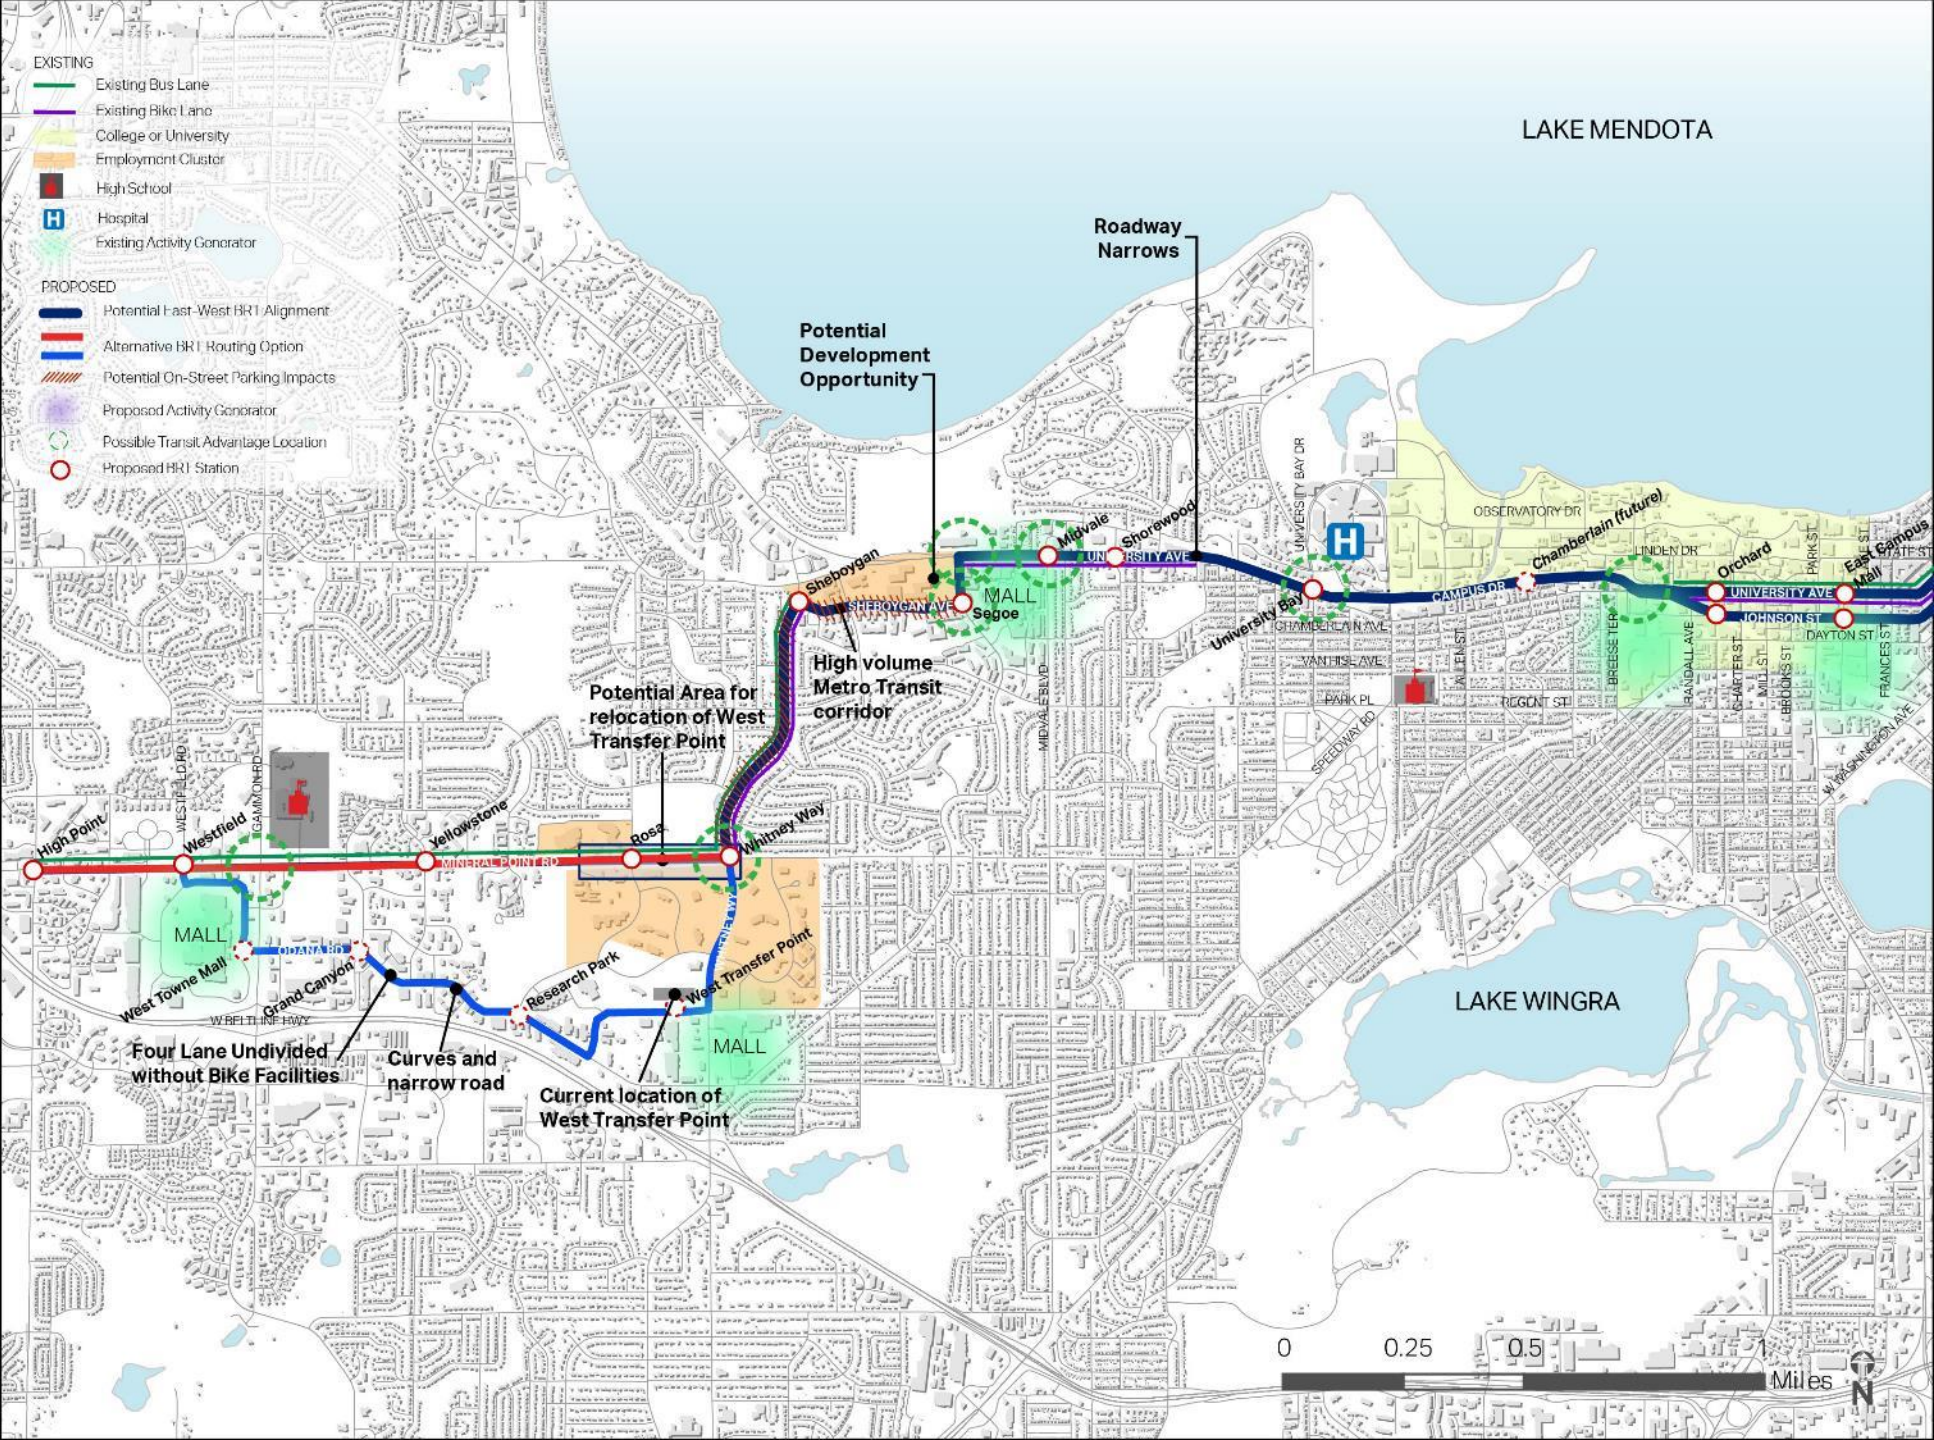 EXISTING
Existing Bus Lane
Existing Bike Lane
College or University
Employment Cluster
High School
H
Hospital
Existing Activity Generator
PROPOSED
Potential East-West BRT Alignment
Alternative BRT Routing Option
Potential On-Street Parking Impacts
Proposed Activity Generator
Possible Transit Advantage Location
Proposed BRT Station
LAKE MENDOTA
Roadway
Narrows
Potential
Development
Opportunity
UNIVERSITY BAY DR
H
OBSERVATORY DR
Chamberlain (future)
LINDEN DR
PARK ST
STATE ST
East Campus
Mall
Orchard
Midvale
Shorewood
UNIVERSITY AVE
Sheboygan
SHEBOYGAN AVE
MALL
Segoe
University Bay
CAMPUS DR
UNIVERSITY AVE
JOHNSON ST
DAYTON ST
CHAMBERLAIN AVE
VAN HISE AVE
PARK PL
REGENT ST
SPEEDWAY RD
ALLEN ST
BREESE TER
RANDALL AVE
CHARTER ST
MILLS ST
BROOKS ST
FRANCES ST
W WASHINGTON AVE
MIDVALE BLVD
High volume
Metro Transit
corridor
Potential Area for
relocation of West
Transfer Point
WESTFIELD RD
GAMMON RD
High Point
Westfield
Yellowstone
MINERAL POINT RD
Rosa
Whitney Way
MALL
ODANA RD
West Towne Mall
Grand Canyon
Research Park
West Transfer Point
W BELTLINE HWY
MALL
Four Lane Undivided
without Bike Facilities
Curves and
narrow road
Current location of
West Transfer Point
LAKE WINGRA
0 0.25 0.5 1
Miles
N